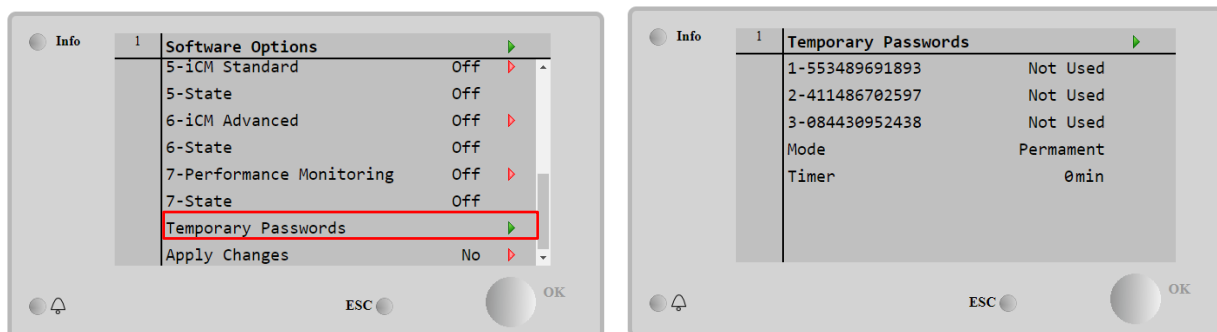 Info
1 Software Options
5-iCM Standard Off
5-State Off
6-iCM Advanced Off
6-State Off
7-Performance Monitoring Off
7-State Off
Temporary Passwords
Apply Changes No
ESC
OK
Info
1 Temporary Passwords
1-553489691893 Not Used
2-411486702597 Not Used
3-084430952438 Not Used
Mode Permament
Timer 0min
ESC
OK